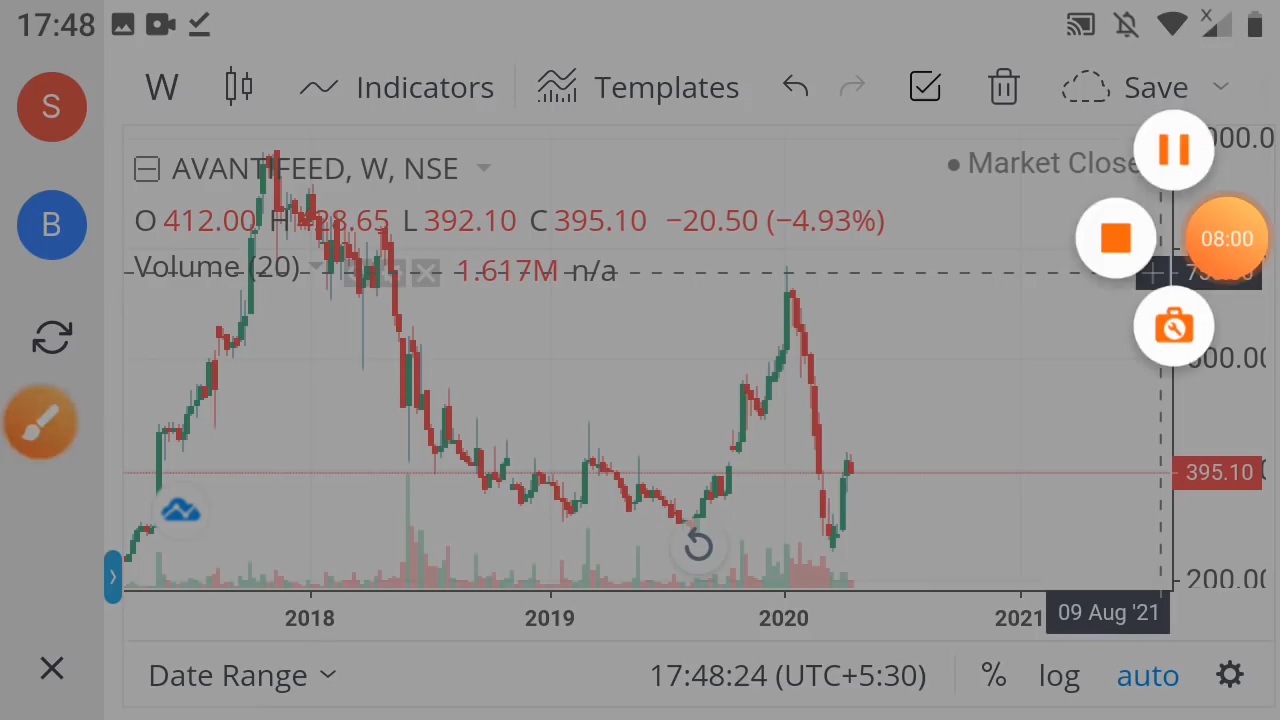 17:48
X
S
B
W
Indicators
Templates
Save
AVANTIFEED, W, NSE
Market Close
O 412.00 H 428.65 L 392.10 C 395.10 −20.50 (−4.93%)
Volume (20) 1.617M n/a
08:00
395.10
200.00
2018 2019 2020 2021
09 Aug '21
Date Range
17:48:24 (UTC+5:30)
% log auto